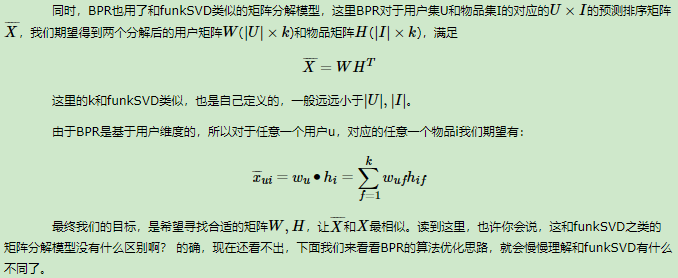 同时，BPR也用了和funkSVD类似的矩阵分解模型，这里BPR对于用户集U和物品集I的对应的U × I的预测排序矩阵
X̅，我们期望得到两个分解后的用户矩阵W(|U| × k)和物品矩阵H(|I| × k)，满足
X̅ = WHᵀ
这里的k和funkSVD类似，也是自己定义的，一般远远小于|U|, |I|。
由于BPR是基于用户维度的，所以对于任意一个用户u，对应的任意一个物品i我们期望有：
x̅_{ui} = w_u • h_i = \sum_{f=1}^{k} w_{uf}h_{if}
最终我们的目标，是希望寻找合适的矩阵W, H，让X̅和X最相似。读到这里，也许你会说，这和funkSVD之类的
矩阵分解模型没有什么区别啊？ 的确，现在还看不出，下面我们来看看BPR的算法优化思路，就会慢慢理解和funkSVD有什么
不同了。